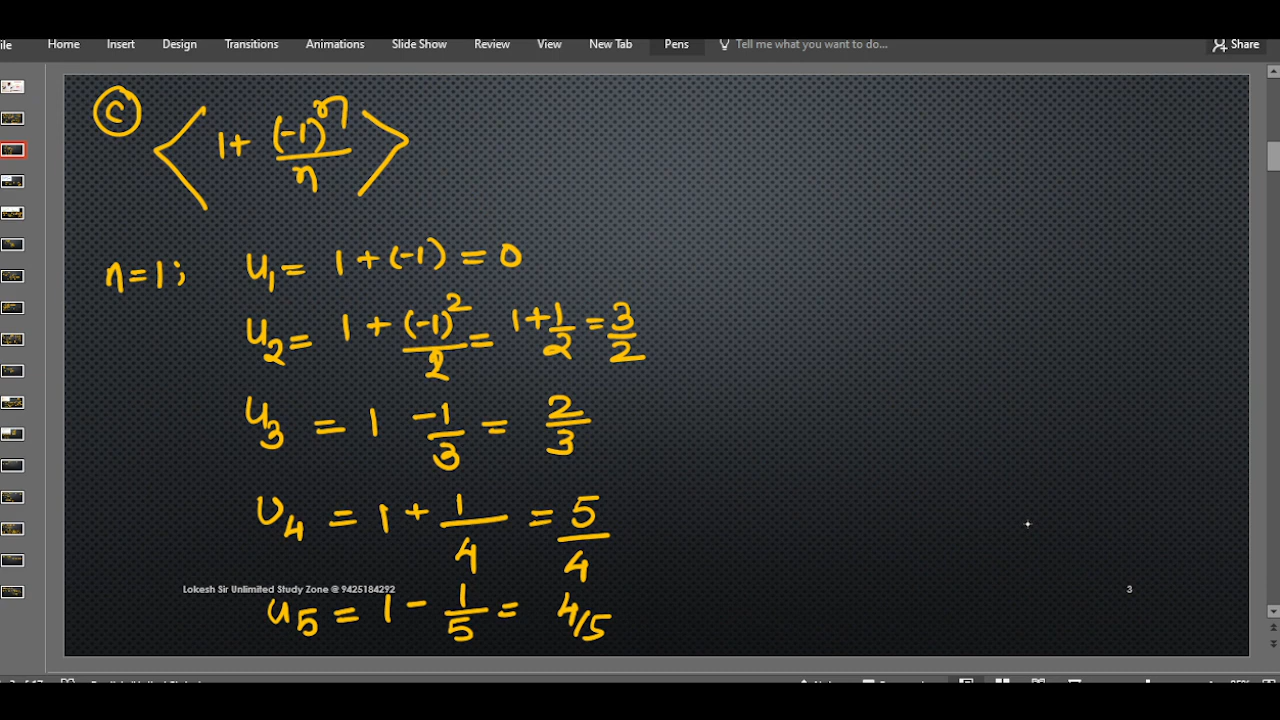 ile Home Insert Design Transitions Animations Slide Show Review View New Tab Pens Tell me what you want to do... Share
(C) < 1 + (-1)^n / n >
n = 1 ; u₁ = 1 + (-1) = 0
u₂ = 1 + (-1)² / 2 = 1 + 1/2 = 3/2
u₃ = 1 - 1/3 = 2/3
u₄ = 1 + 1/4 = 5/4
Lokesh Sir Unlimited Study Zone @ 9425184292 3
u₅ = 1 - 1/5 = 4/5